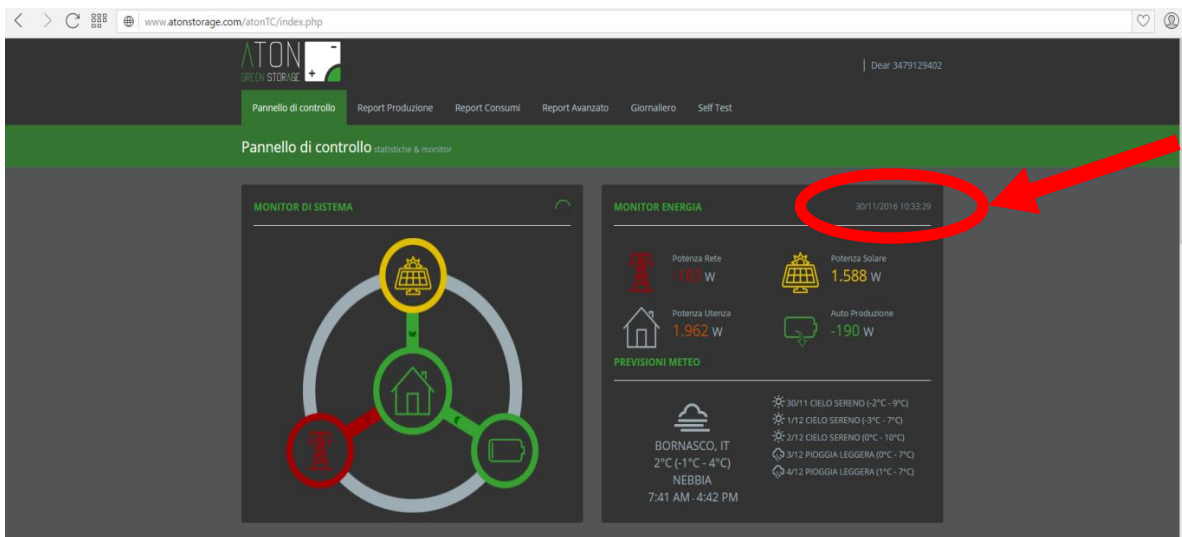 www.atonstorage.com/atonTC/index.php
ATON
GREEN STORAGE
Dear 3479129402
Pannello di controllo Report Produzione Report Consumi Report Avanzato Giornaliero Self Test
Pannello di controllo statistiche & monitor
MONITOR DI SISTEMA
MONITOR ENERGIA 30/11/2016 10:33:29
Potenza Rete
-183 W
Potenza Solare
1.588 W
Potenza Utenza
1.962 W
Auto Produzione
-190 W
PREVISIONI METEO
BORNASCO, IT
2°C (-1°C - 4°C)
NEBBIA
7:41 AM - 4:42 PM
30/11 CIELO SERENO (-2°C - 9°C)
1/12 CIELO SERENO (-3°C - 7°C)
2/12 CIELO SERENO (0°C - 10°C)
3/12 PIOGGIA LEGGERA (0°C - 7°C)
4/12 PIOGGIA LEGGERA (1°C - 7°C)